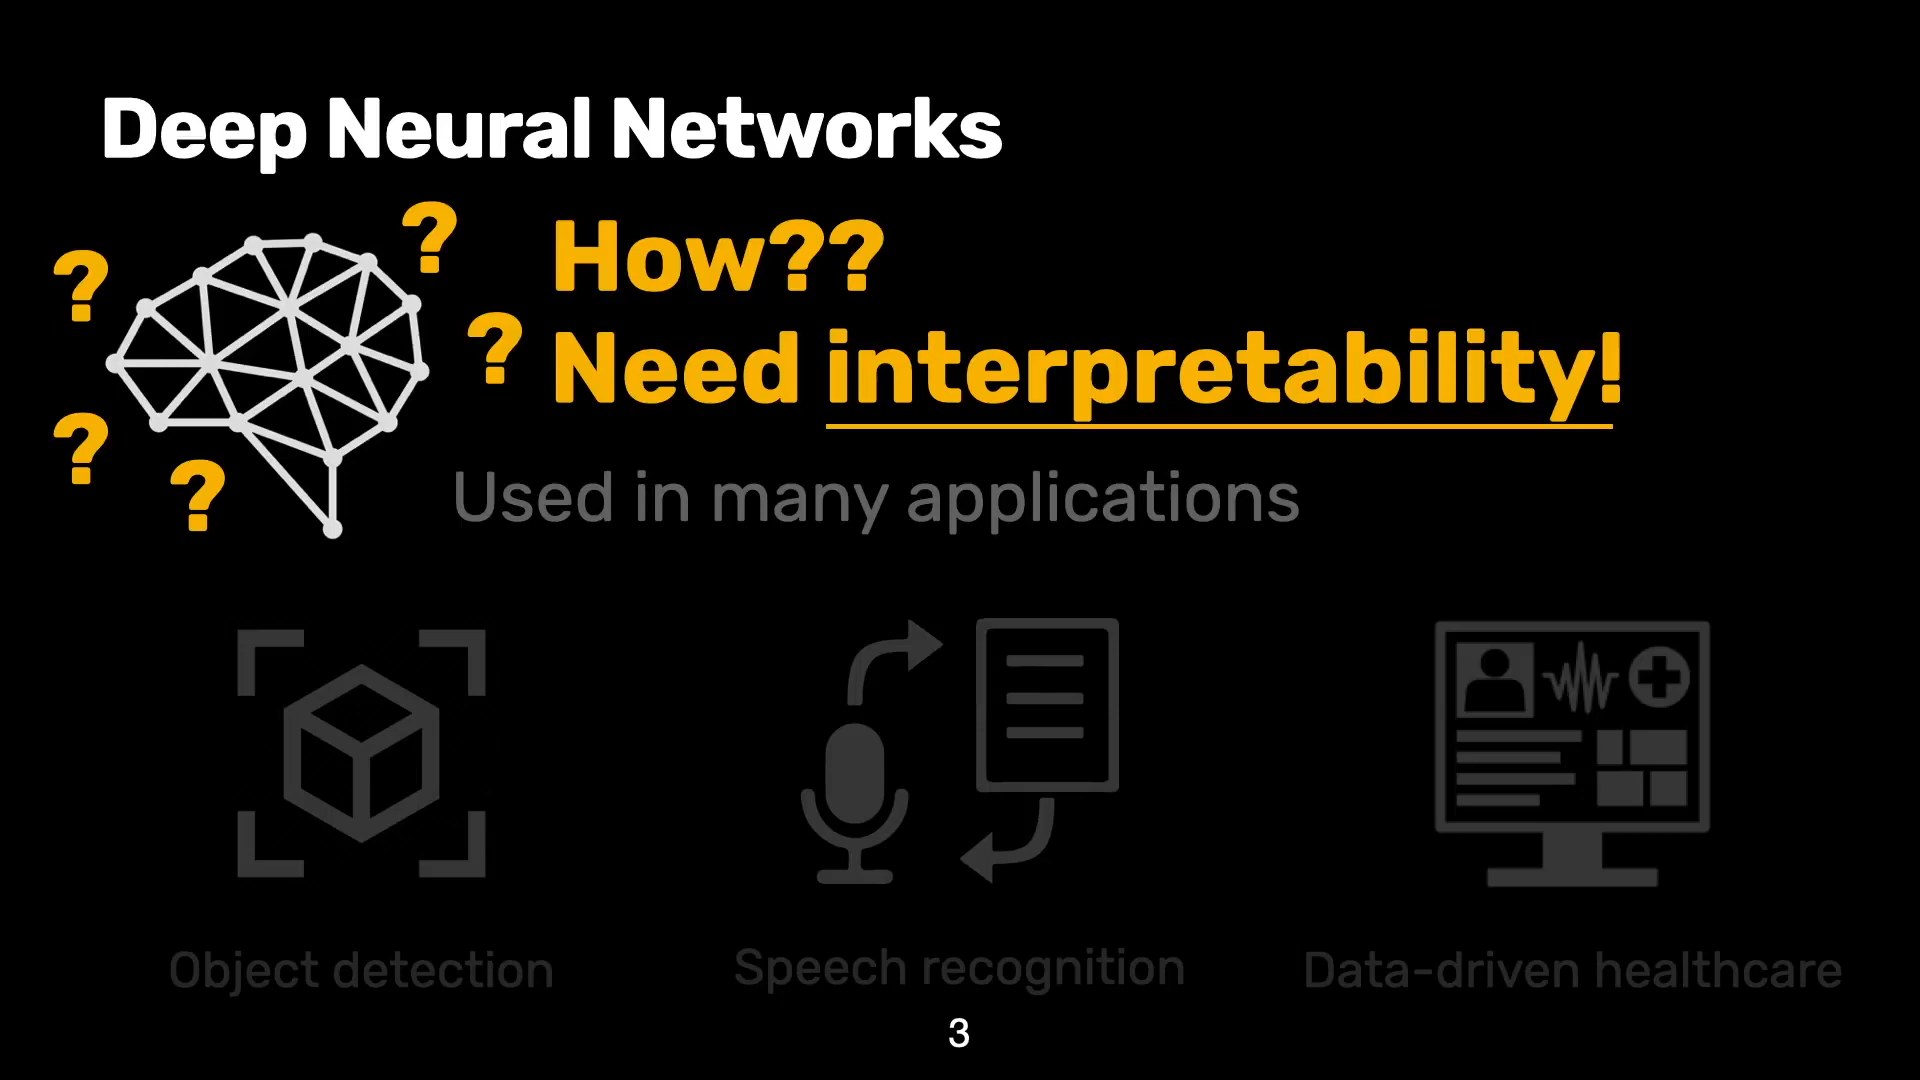 Deep Neural Networks
?
?
How??
?
Need interpretability!
?
?
Used in many applications
Object detection
Speech recognition
Data-driven healthcare
3